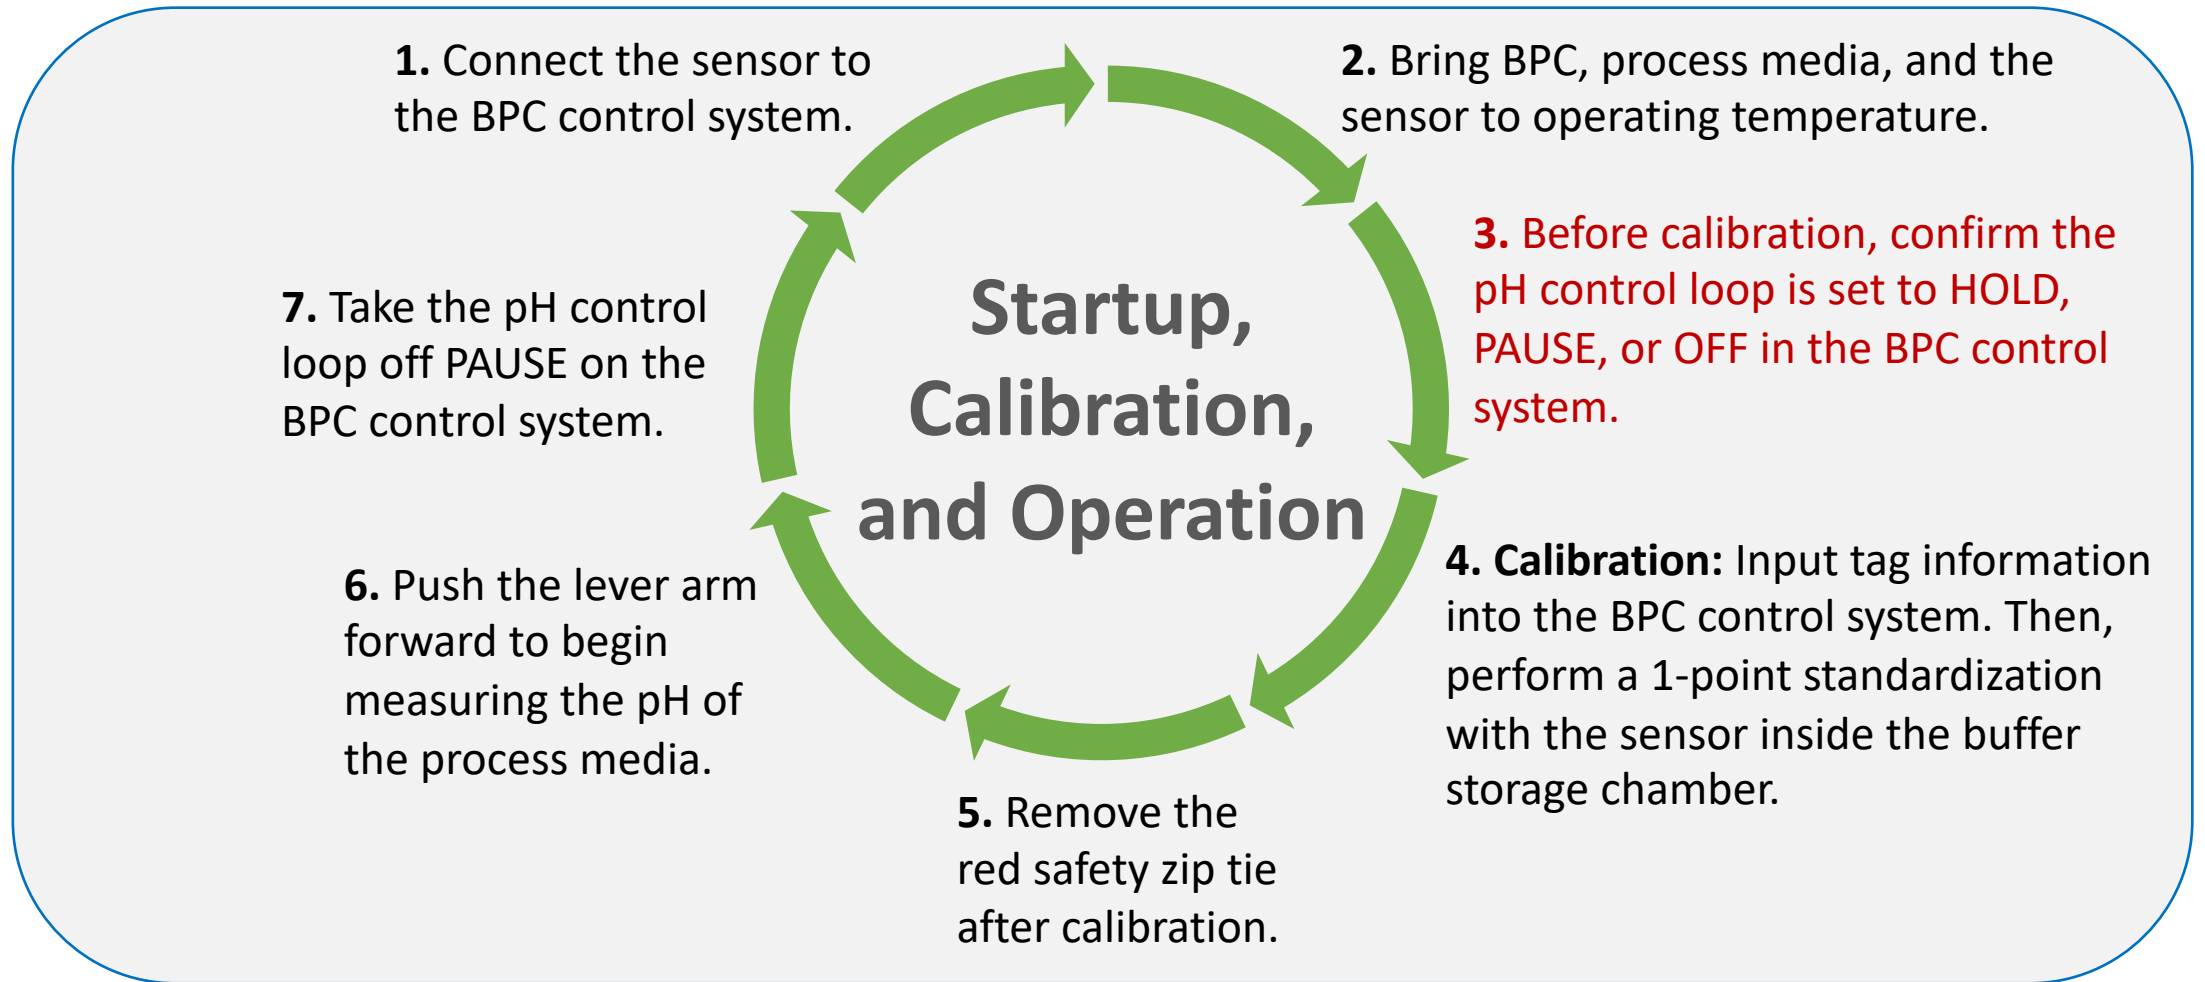 1. Connect the sensor to
the BPC control system.
2. Bring BPC, process media, and the
sensor to operating temperature.
3. Before calibration, confirm the
pH control loop is set to HOLD,
PAUSE, or OFF in the BPC control
system.
4. Calibration: Input tag information
into the BPC control system. Then,
perform a 1-point standardization
with the sensor inside the buffer
storage chamber.
5. Remove the
red safety zip tie
after calibration.
6. Push the lever arm
forward to begin
measuring the pH of
the process media.
7. Take the pH control
loop off PAUSE on the
BPC control system.
Startup,
Calibration,
and Operation